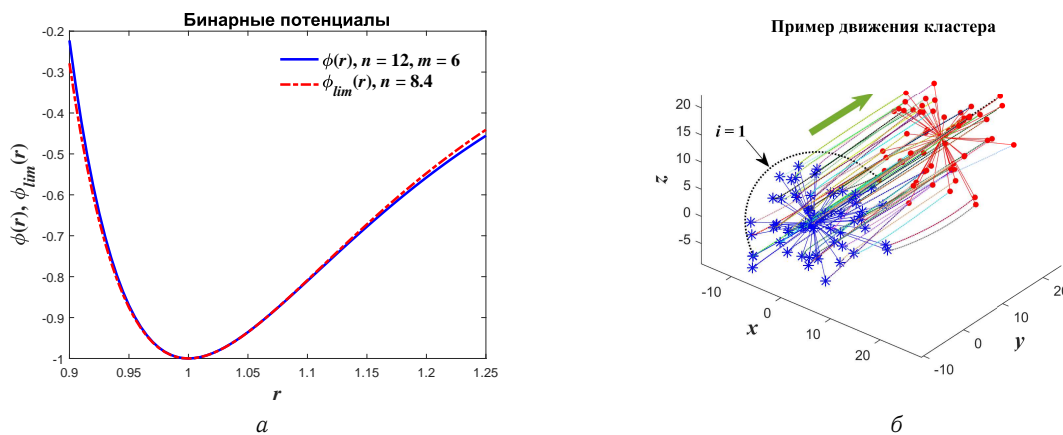 Бинарные потенциалы
-0.2
-0.3
-0.4
-0.5
-0.6
-0.7
-0.8
-0.9
-1
ϕ(r), ϕlim(r)
ϕ(r), n = 12, m = 6
ϕlim(r), n = 8.4
0.9 0.95 1 1.05 1.1 1.15 1.2 1.25
r
а
Пример движения кластера
20
15
10
5
0
-5
z
i = 1
-10 0 10 20
x
-10 0 10 20
y
б